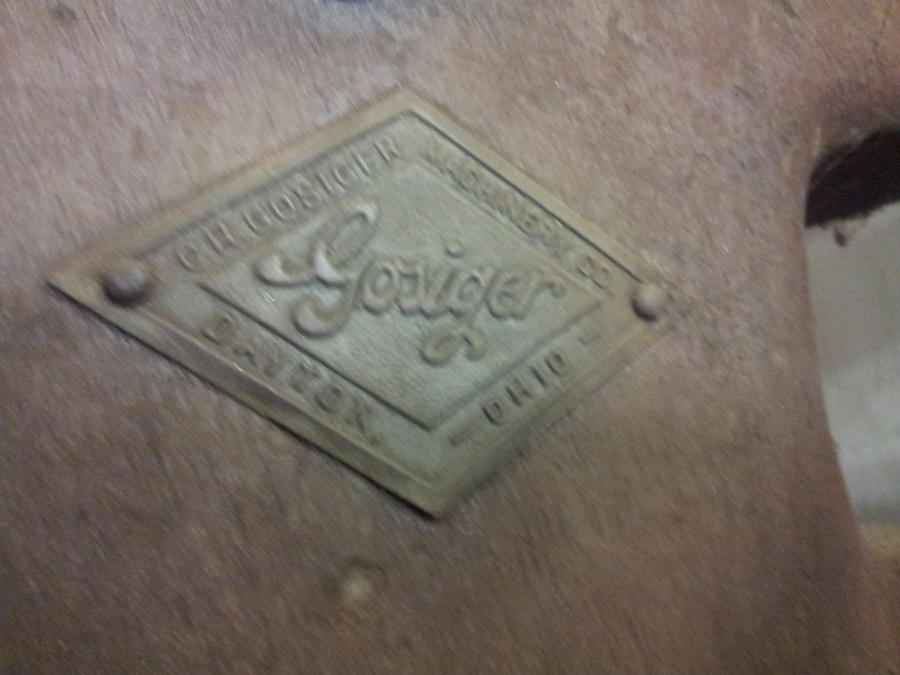 C.H. GOSIGER MACHINERY CO.
Gosiger
DAYTON,
– OHIO –